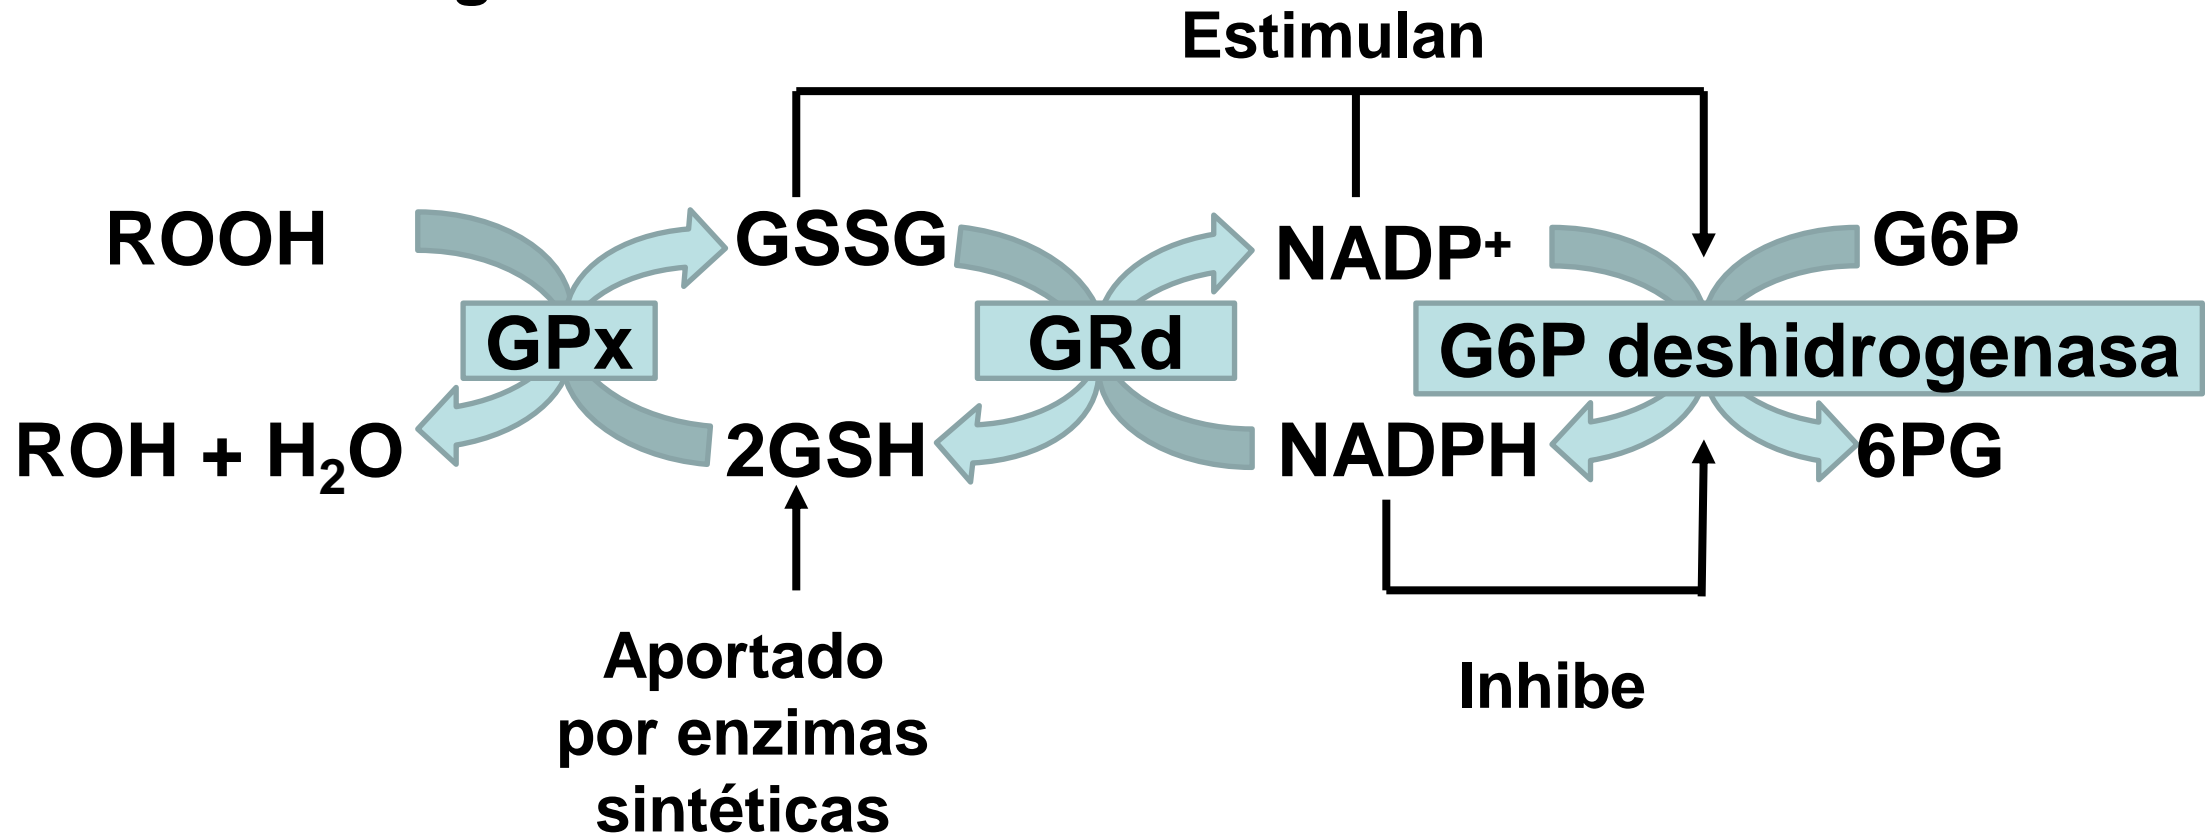 Estimulan
ROOH
GSSG
NADP⁺
G6P
GPx
GRd
G6P deshidrogenasa
ROH + H₂O
2GSH
NADPH
6PG
Aportado
por enzimas
sintéticas
Inhibe